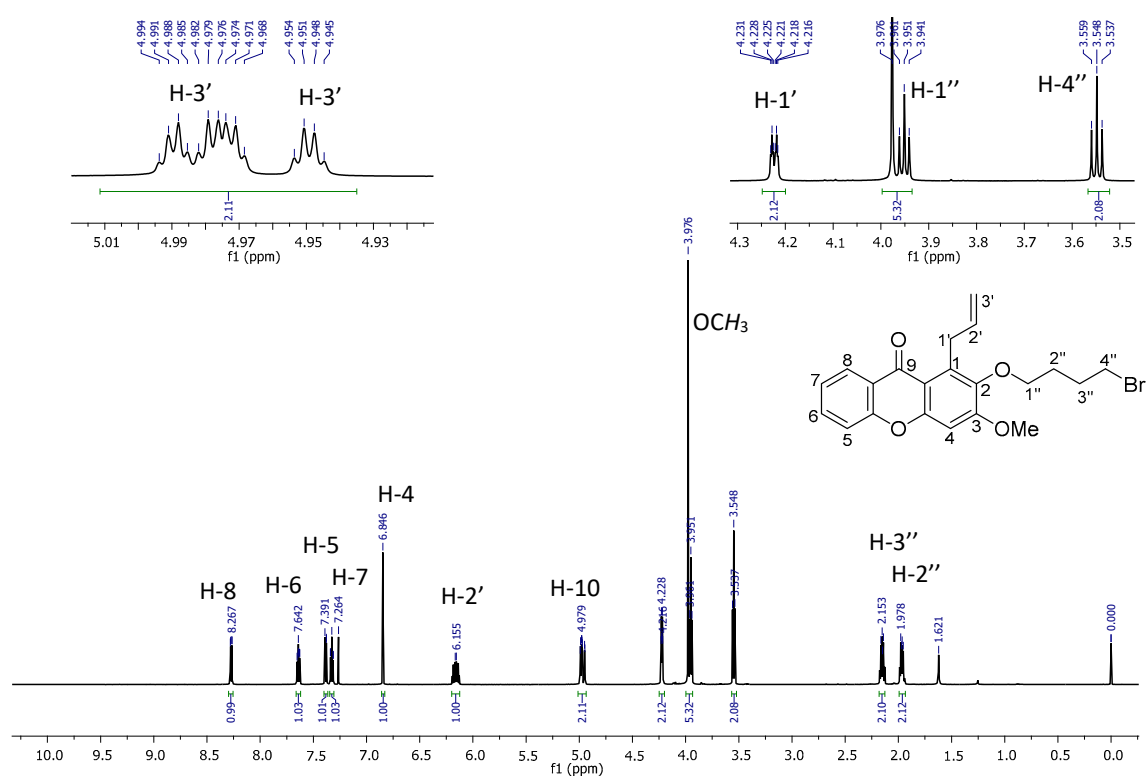 4.994 4.991 4.988 4.985 4.982 4.979 4.976 4.974 4.971 4.968 4.954 4.951 4.948 4.945
H-3' H-3'
2.11
5.01 4.99 4.97 4.95 4.93
f1 (ppm)
4.231 4.228 4.225 4.221 4.218 4.216 3.976 3.961 3.951 3.941 3.559 3.548 3.537
H-1' H-1'' H-4''
2.12 5.32 2.08
4.3 4.2 4.1 4.0 3.9 3.8 3.7 3.6 3.5
f1 (ppm)
3.976
OCH3
3'
2'
1'
O
8 9 1
7 2 O 2'' 4''
1'' 3'' Br
6 3
5 O 4 OMe
H-8 H-6 H-5 H-7 H-4 H-2' H-10 H-3'' H-2''
8.267 7.642 7.391 7.264 6.846 6.155 4.979 4.228 4.216 3.961 3.951 3.548 3.537 2.153 1.978 1.621 0.000
0.99 1.03 1.01 1.03 1.00 1.00 2.11 2.12 5.32 2.08 2.10 2.12
10.0 9.5 9.0 8.5 8.0 7.5 7.0 6.5 6.0 5.5 5.0 4.5 4.0 3.5 3.0 2.5 2.0 1.5 1.0 0.5 0.0
f1 (ppm)